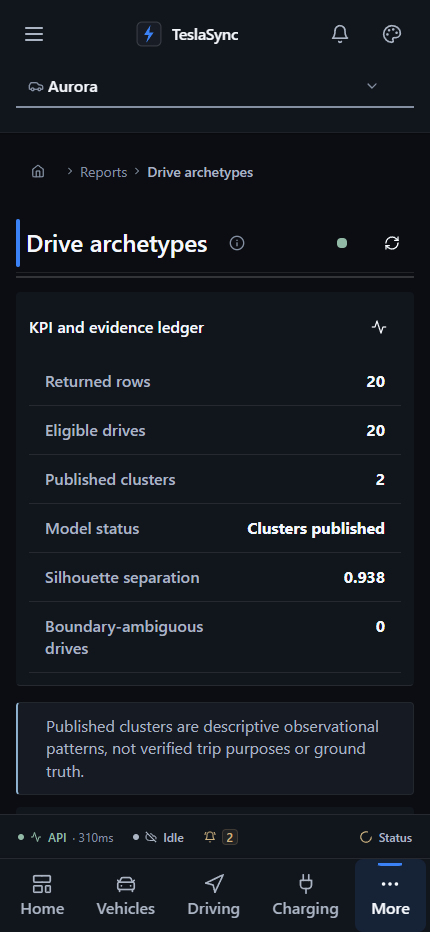 TeslaSync
Aurora
Reports > Drive archetypes
Drive archetypes
KPI and evidence ledger
Returned rows 20
Eligible drives 20
Published clusters 2
Model status Clusters published
Silhouette separation 0.938
Boundary-ambiguous 0
drives
Published clusters are descriptive observational
patterns, not verified trip purposes or ground
truth.
API · 310ms Idle 2 Status
Home Vehicles Driving Charging More